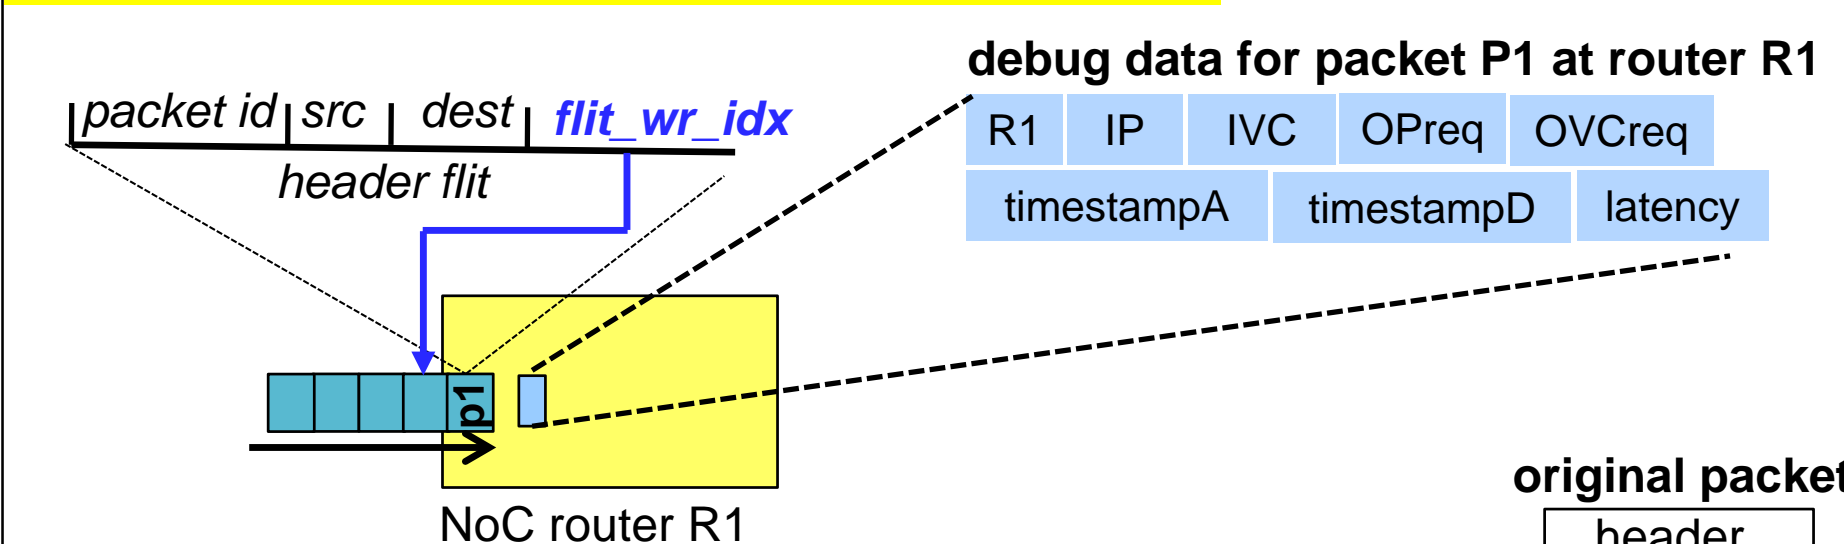 debug data for packet P1 at router R1
packet id src dest flit_wr_idx
header flit
R1 IP IVC OPreq OVCreq
timestampA timestampD latency
p1
NoC router R1
original packet
header